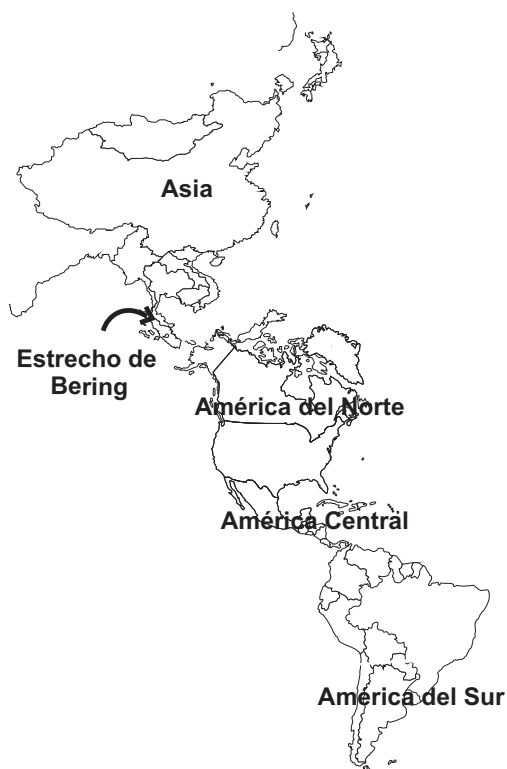 Asia
Estrecho de
Bering
América del Norte
América Central
América del Sur